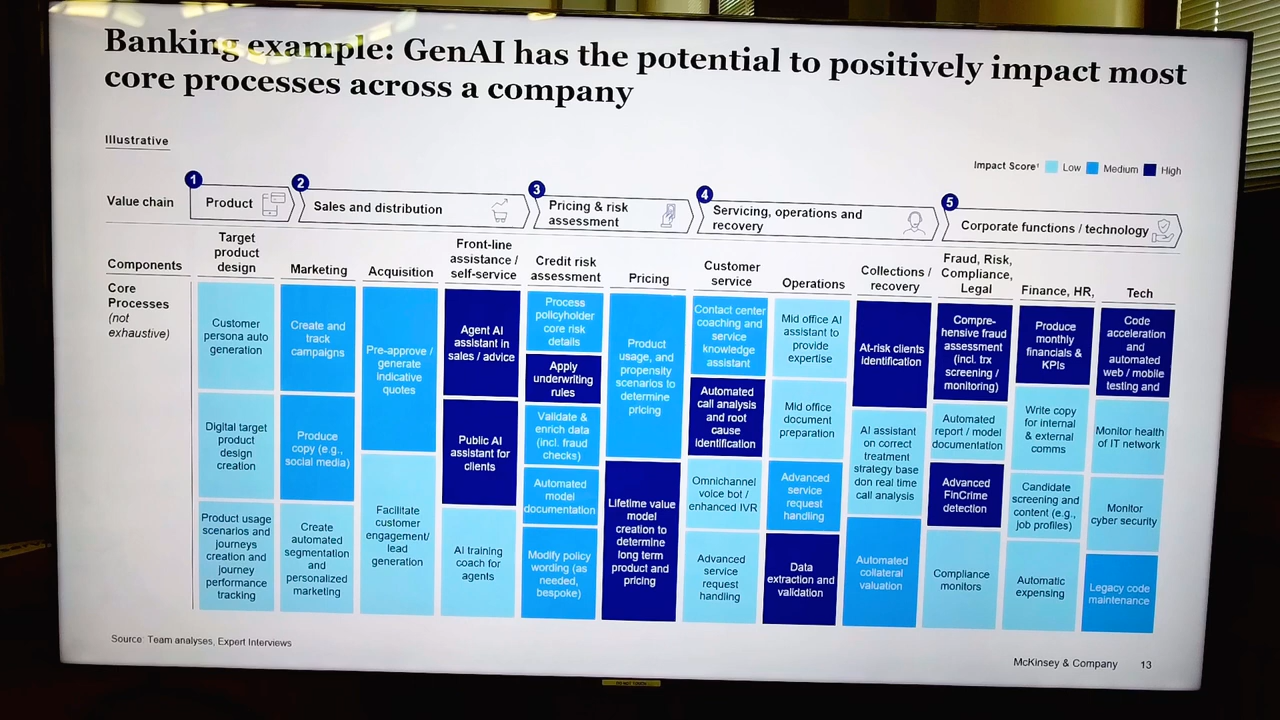 Banking example: GenAI has the potential to positively impact most
core processes across a company
Illustrative
Impact Score¹ Low Medium High
Value chain
1
Product
2
Sales and distribution
3
Pricing & risk
assessment
4
Servicing, operations and
recovery
5
Corporate functions / technology
Components
Target
product
design
Marketing
Acquisition
Front-line
assistance /
self-service
Credit risk
assessment
Pricing
Customer
service
Operations
Collections /
recovery
Fraud, Risk,
Compliance,
Legal
Finance, HR,
Tech
Core
Processes
(not
exhaustive)
Customer
persona auto
generation
Digital target
product
design
creation
Product usage
scenarios and
journeys
creation and
journey
performance
tracking
Create and
track
campaigns
Produce
copy (e.g.,
social media)
Create
automated
segmentation
and
personalized
marketing
Pre-approve /
generate
indicative
quotes
Facilitate
customer
engagement/
lead
generation
Agent AI
assistant in
sales / advice
Public AI
assistant for
clients
AI training
coach for
agents
Process
policyholder
core risk
details
Apply
underwriting
rules
Validate &
enrich data
(incl. fraud
checks)
Automated
model
documentation
Modify policy
wording (as
needed,
bespoke)
Product
usage, and
propensity
scenarios to
determine
pricing
Lifetime value
model
creation to
determine
long term
product and
pricing
Contact center
coaching and
service
knowledge
assistant
Automated
call analysis
and root
cause
identification
Omnichannel
voice bot /
enhanced IVR
Advanced
service
request
handling
Mid office AI
assistant to
provide
expertise
Mid office
document
preparation
Advanced
service
request
handling
Data
extraction and
validation
At-risk clients
identification
AI assistant
on correct
treatment
strategy base
don real time
call analysis
Automated
collateral
valuation
Compre-
hensive fraud
assessment
(incl. trx
screening /
monitoring)
Automated
report / model
documentation
Advanced
FinCrime
detection
Compliance
monitors
Produce
monthly
financials &
KPIs
Write copy
for internal
& external
comms
Candidate
screening and
content (e.g.,
job profiles)
Automatic
expensing
Code
acceleration
and
automated
web / mobile
testing and
Monitor health
of IT network
Monitor
cyber security
Legacy code
maintenance
Source: Team analyses, Expert Interviews
McKinsey & Company 13